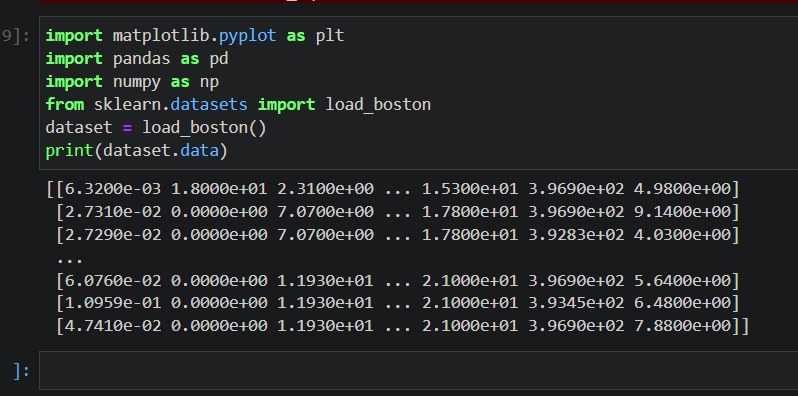 9]:
import matplotlib.pyplot as plt
import pandas as pd
import numpy as np
from sklearn.datasets import load_boston
dataset = load_boston()
print(dataset.data)
[[6.3200e-03 1.8000e+01 2.3100e+00 ... 1.5300e+01 3.9690e+02 4.9800e+00]
 [2.7310e-02 0.0000e+00 7.0700e+00 ... 1.7800e+01 3.9690e+02 9.1400e+00]
 [2.7290e-02 0.0000e+00 7.0700e+00 ... 1.7800e+01 3.9283e+02 4.0300e+00]
 ...
 [6.0760e-02 0.0000e+00 1.1930e+01 ... 2.1000e+01 3.9690e+02 5.6400e+00]
 [1.0959e-01 0.0000e+00 1.1930e+01 ... 2.1000e+01 3.9345e+02 6.4800e+00]
 [4.7410e-02 0.0000e+00 1.1930e+01 ... 2.1000e+01 3.9690e+02 7.8800e+00]]
]: